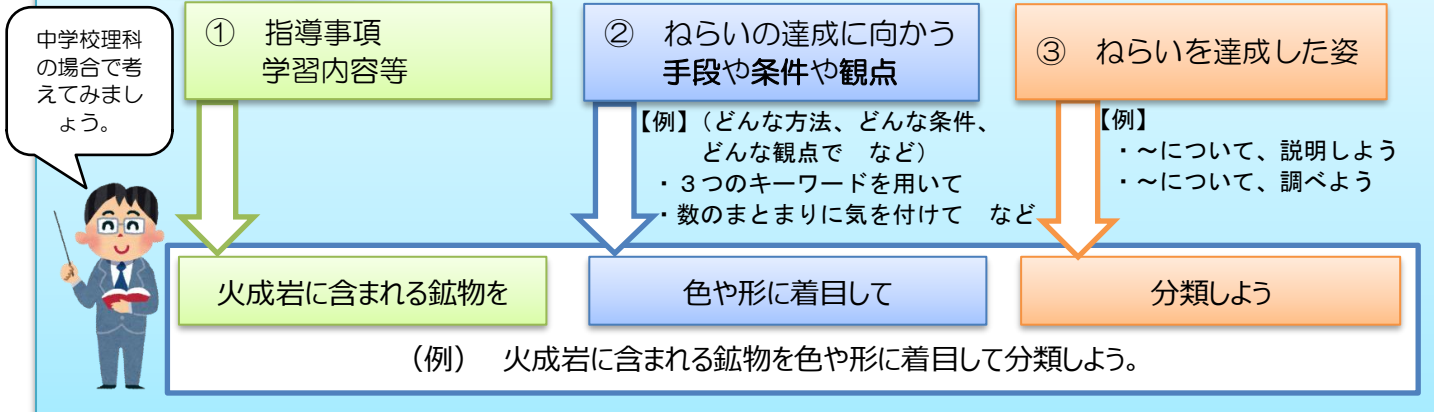 中学校理科
の場合で考
えてみまし
ょう。
① 指導事項
学習内容等
② ねらいの達成に向かう
手段や条件や観点
③ ねらいを達成した姿
【例】（どんな方法、どんな条件、
どんな観点で など）
・３つのキーワードを用いて
・数のまとまりに気を付けて など
【例】
・～について、説明しよう
・～について、調べよう
火成岩に含まれる鉱物を
色や形に着目して
分類しよう
（例） 火成岩に含まれる鉱物を色や形に着目して分類しよう。